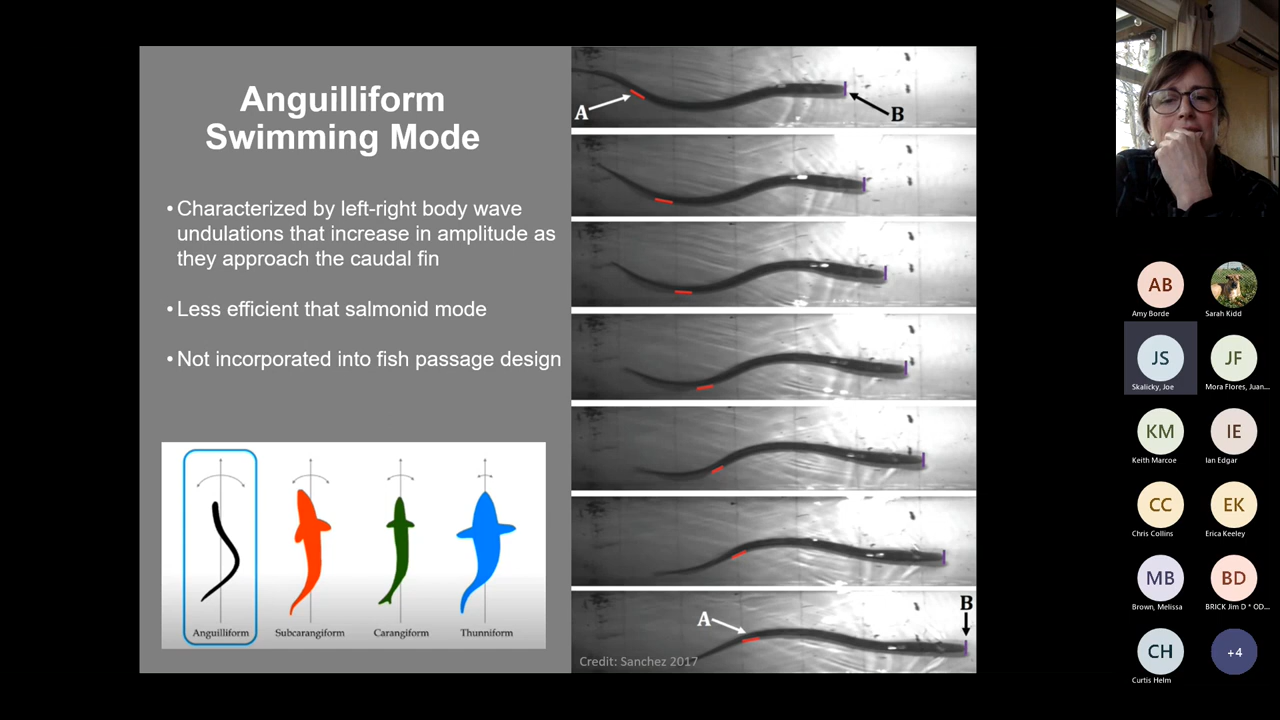 Anguilliform
Swimming Mode
•Characterized by left-right body wave
undulations that increase in amplitude as
they approach the caudal fin
•Less efficient that salmonid mode
•Not incorporated into fish passage design
Anguilliform
Subcarangiform
Carangiform
Thunniform
A
B
A
B
Credit: Sanchez 2017
AB
Amy Borde
Sarah Kidd
JS
Skalicky, Joe
JF
Mora Flores, Juan...
KM
Keith Marcoe
IE
Ian Edgar
CC
Chris Collins
EK
Erica Keeley
MB
Brown, Melissa
BD
BRICK Jim D * OD...
CH
Curtis Helm
+4